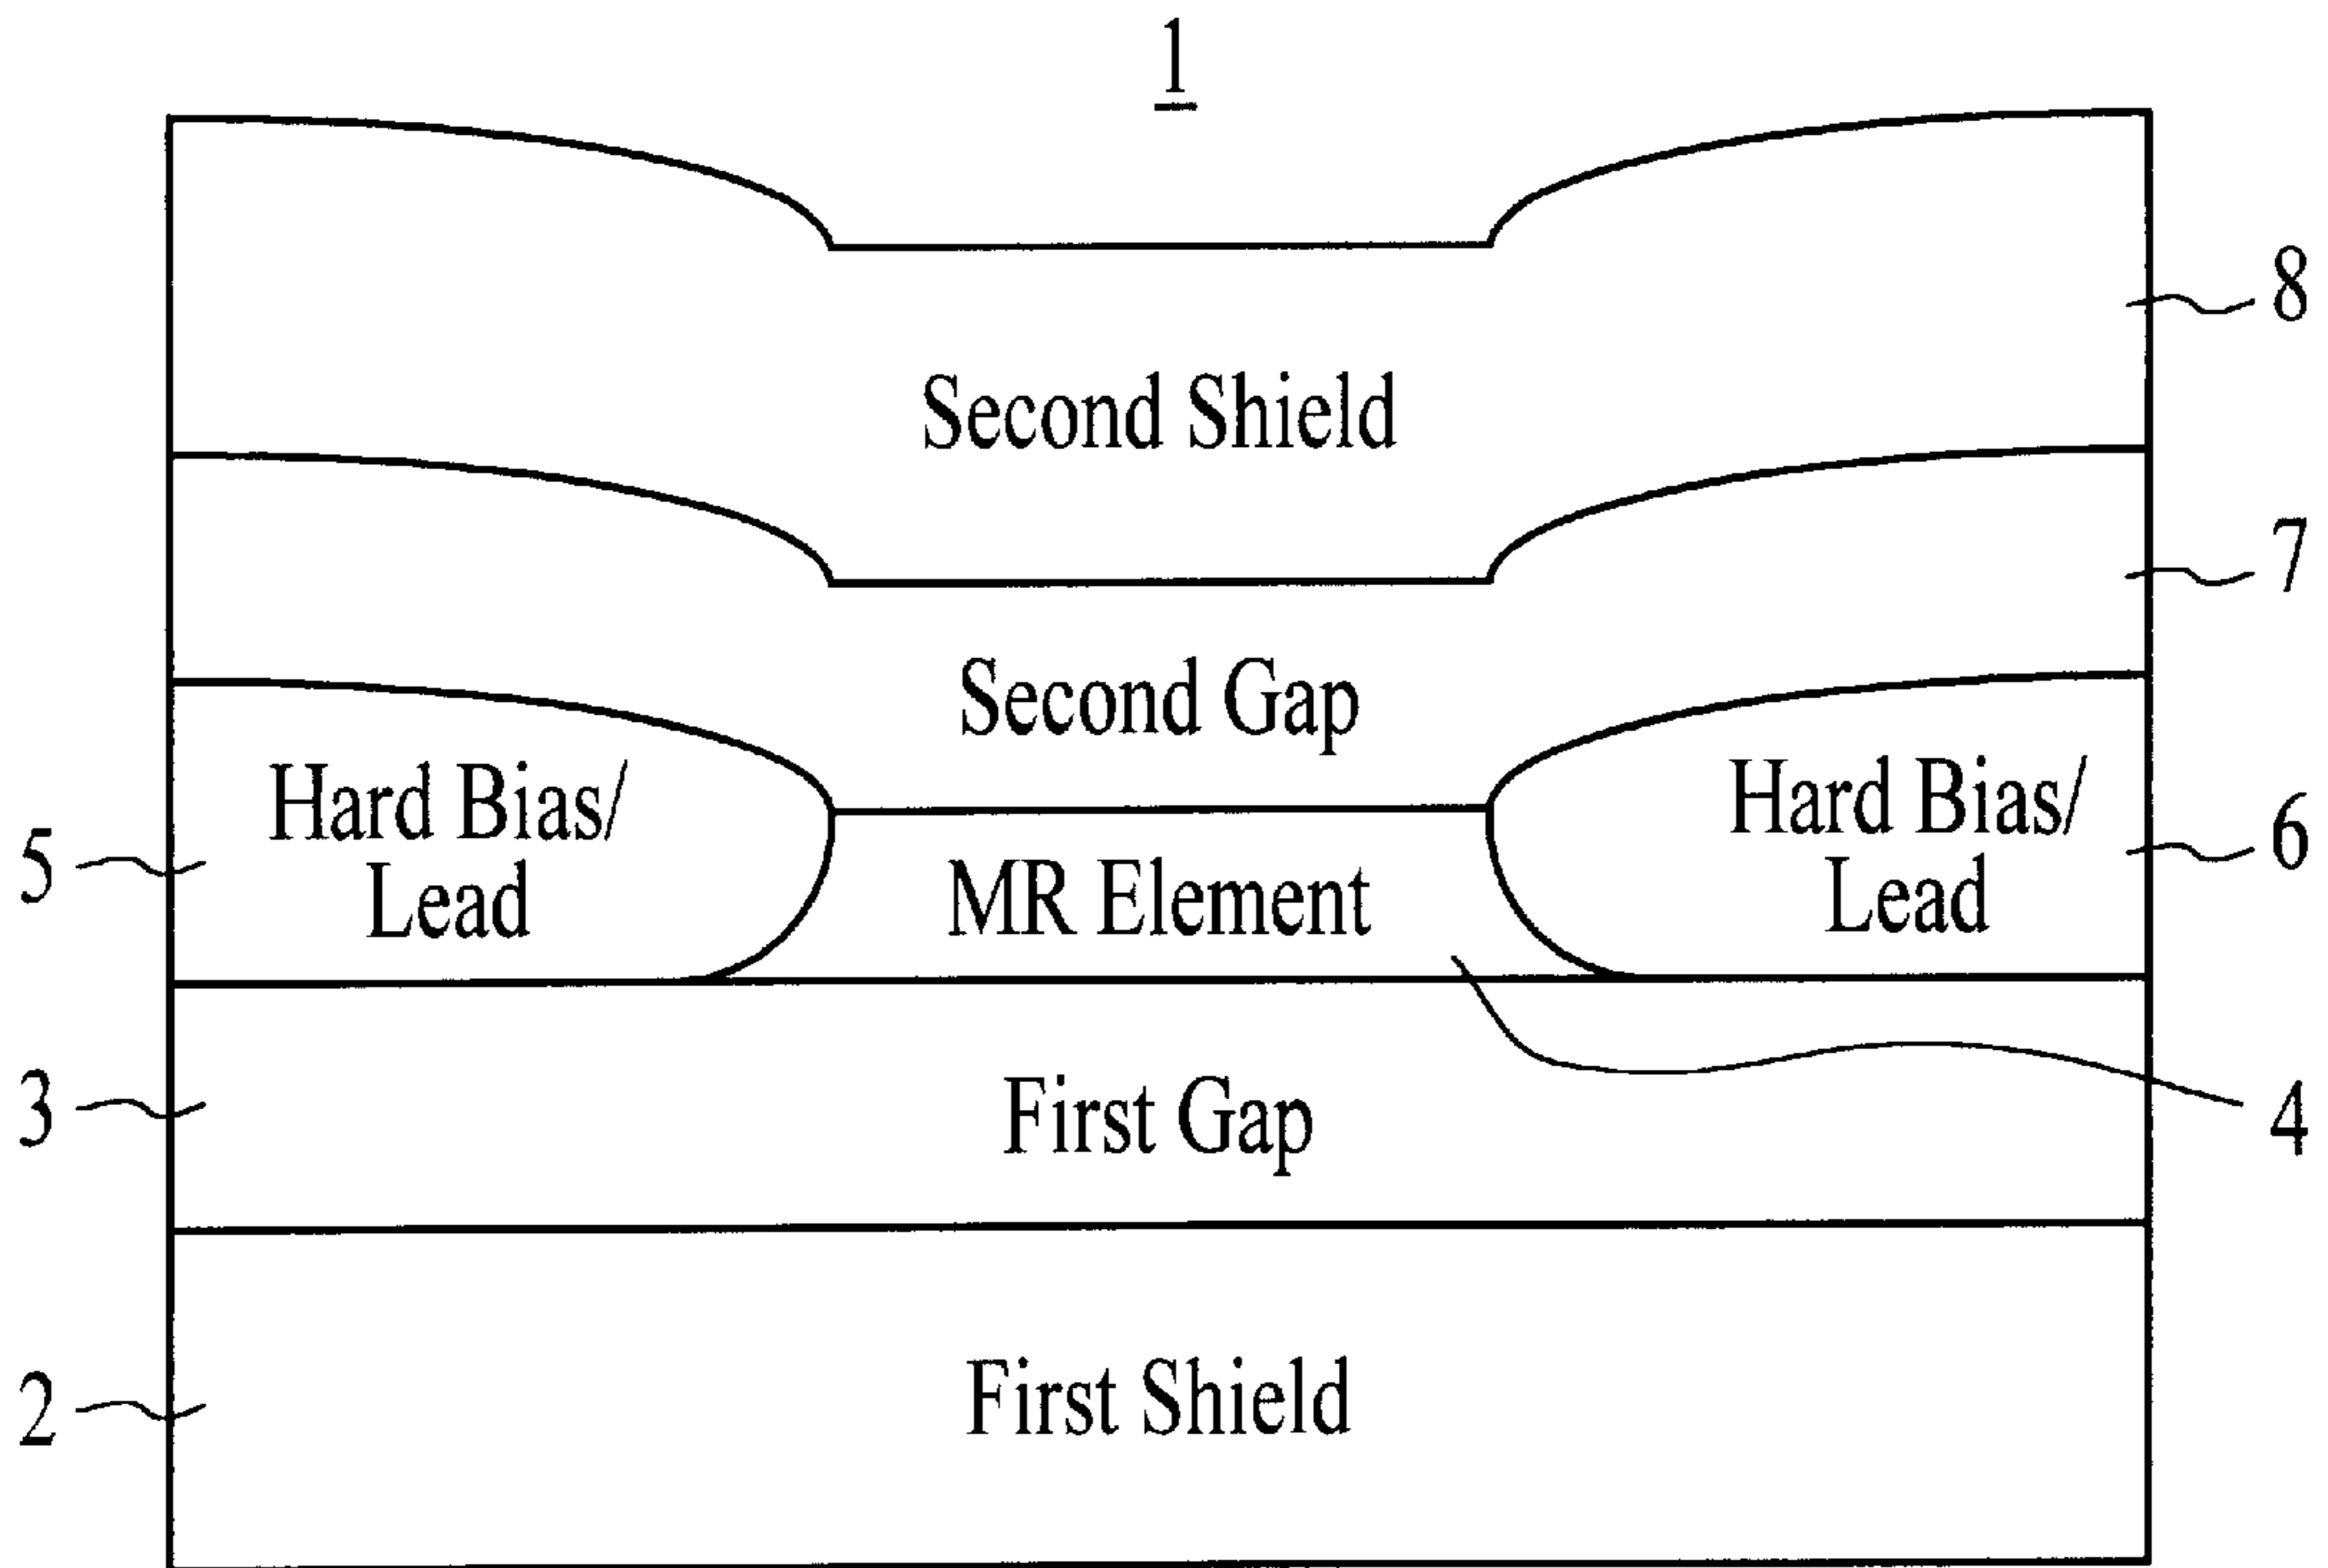 1
8
Second Shield
7
Second Gap
Hard Bias/
Lead
Hard Bias/
Lead
5
6
MR Element
3
First Gap
4
2
First Shield